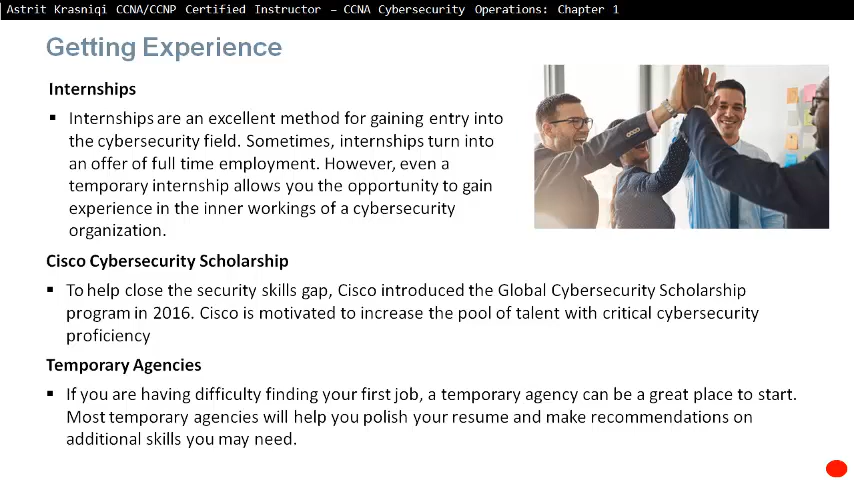 Astrit Krasniqi CCNA/CCNP Certified Instructor – CCNA Cybersecurity Operations: Chapter 1
Getting Experience
Internships
▪ Internships are an excellent method for gaining entry into
the cybersecurity field. Sometimes, internships turn into
an offer of full time employment. However, even a
temporary internship allows you the opportunity to gain
experience in the inner workings of a cybersecurity
organization.
Cisco Cybersecurity Scholarship
▪ To help close the security skills gap, Cisco introduced the Global Cybersecurity Scholarship
program in 2016. Cisco is motivated to increase the pool of talent with critical cybersecurity
proficiency
Temporary Agencies
▪ If you are having difficulty finding your first job, a temporary agency can be a great place to start.
Most temporary agencies will help you polish your resume and make recommendations on
additional skills you may need.